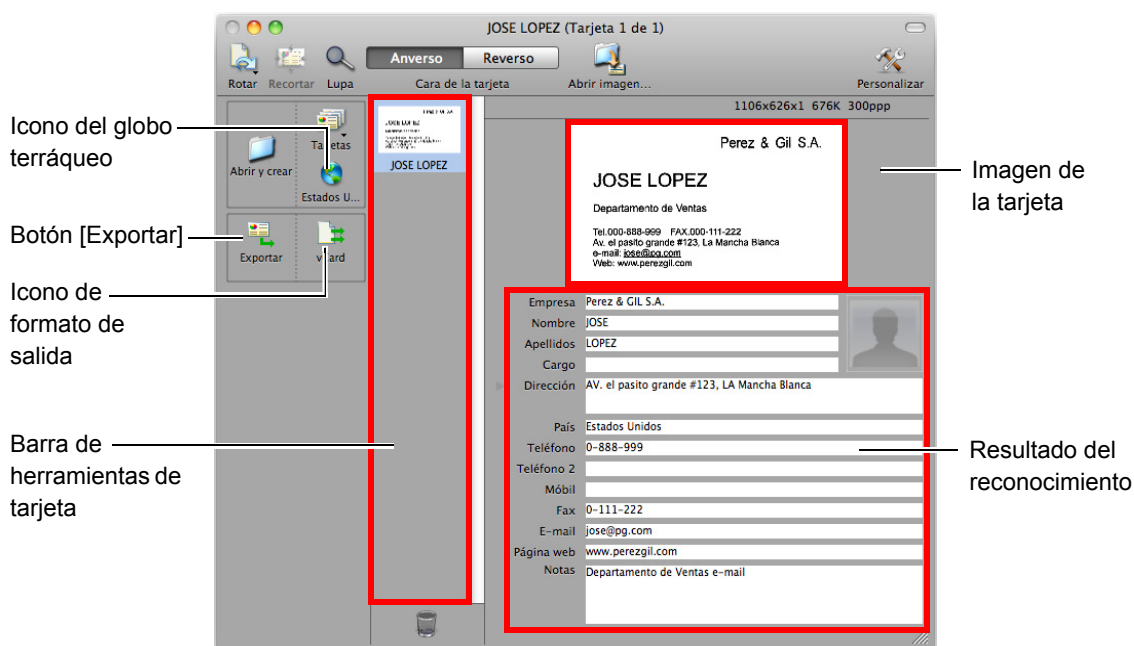 JOSE LOPEZ (Tarjeta 1 de 1)
Rotar Recortar Lupa
Anverso Reverso
Cara de la tarjeta
Abrir imagen...
Personalizar
1106x626x1 676K 300ppp
Icono del globo
terráqueo
Botón [Exportar]
Icono de
formato de
salida
Barra de
herramientas de
tarjeta
Abrir y crear
Tarjetas
Estados U...
Exportar
vCard
JOSE LOPEZ
JOSE LOPEZ
Perez & Gil S.A.
JOSE LOPEZ
Departamento de Ventas
Tel.000-888-999 FAX.000-111-222
Av. el pasito grande #123, La Mancha Blanca
e-mail: jose@pg.com
Web: www.perezgil.com
Empresa Perez & GIL S.A.
Nombre JOSE
Apellidos LOPEZ
Cargo
Dirección AV. el pasito grande #123, LA Mancha Blanca
País Estados Unidos
Teléfono 0-888-999
Teléfono 2
Móbil
Fax 0-111-222
E-mail jose@pg.com
Página web www.perezgil.com
Notas Departamento de Ventas e-mail
Imagen de
la tarjeta
Resultado del
reconocimiento